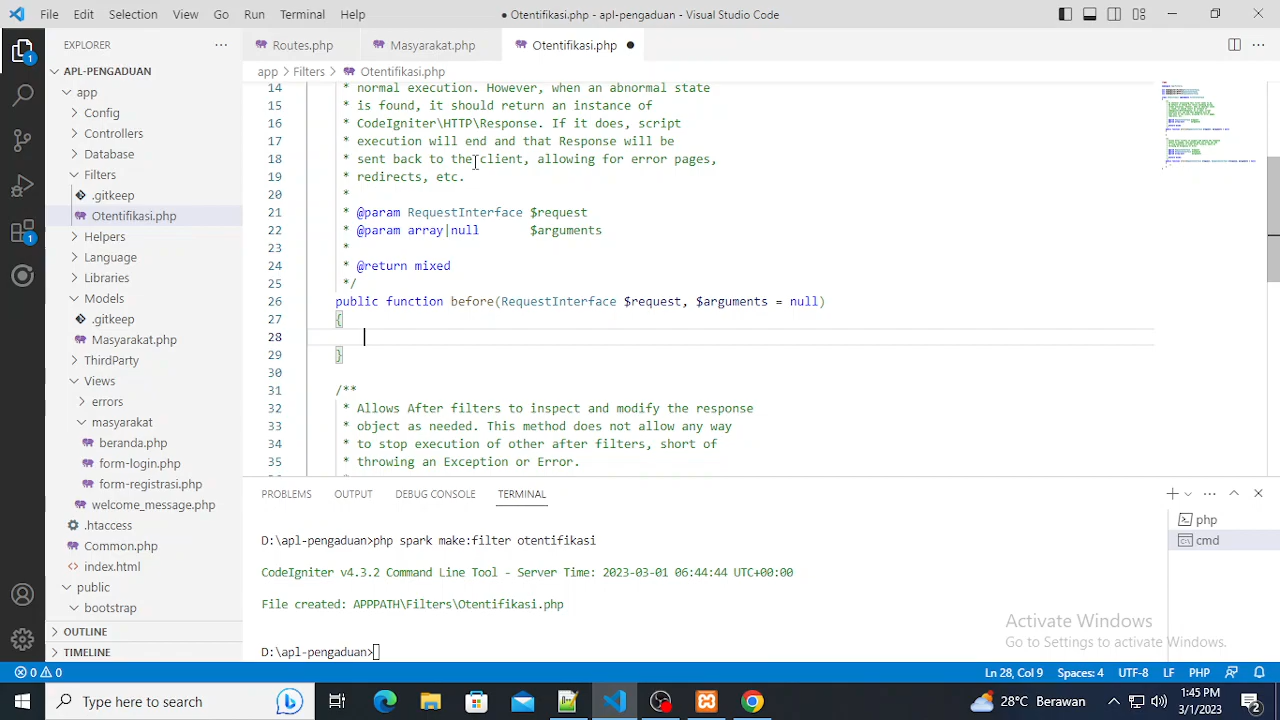 File Edit Selection View Go Run Terminal Help ● Otentifikasi.php - apl-pengaduan - Visual Studio Code
EXPLORER ...
Routes.php
Masyarakat.php
Otentifikasi.php ●
APL-PENGADUAN
app > Filters > Otentifikasi.php
app
Config
Controllers
Database
Filters
.gitkeep
Otentifikasi.php
Helpers
Language
Libraries
Models
.gitkeep
Masyarakat.php
ThirdParty
Views
errors
masyarakat
beranda.php
form-login.php
form-registrasi.php
welcome_message.php
.htaccess
Common.php
index.html
public
bootstrap
OUTLINE
TIMELINE
14 * normal execution. However, when an abnormal state
15 * is found, it should return an instance of
16 * CodeIgniter\HTTP\Response. If it does, script
17 * execution will end and that Response will be
18 * sent back to the client, allowing for error pages,
19 * redirects, etc.
20 *
21 * @param RequestInterface $request
22 * @param array|null $arguments
23 *
24 * @return mixed
25 */
26 public function before(RequestInterface $request, $arguments = null)
27 {
28
29 }
30
31 /**
32 * Allows After filters to inspect and modify the response
33 * object as needed. This method does not allow any way
34 * to stop execution of other after filters, short of
35 * throwing an Exception or Error.
PROBLEMS OUTPUT DEBUG CONSOLE TERMINAL
D:\apl-pengaduan>php spark make:filter otentifikasi
CodeIgniter v4.3.2 Command Line Tool - Server Time: 2023-03-01 06:44:44 UTC+00:00
File created: APPPATH\Filters\Otentifikasi.php
D:\apl-pengaduan>
php
cmd
Activate Windows
Go to Settings to activate Windows.
0 0
Ln 28, Col 9 Spaces: 4 UTF-8 LF PHP
Type here to search
28°C Berawan
1:45 PM
3/1/2023
2